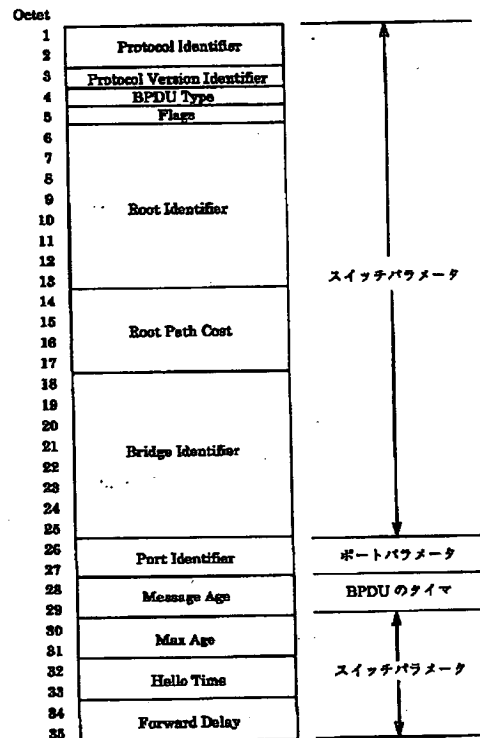 Octet
1
2
Protocol Identifier
3
Protocol Version Identifier
4
BPDU Type
5
Flags
6
7
8
9
10
11
12
13
Root Identifier
スイッチパラメータ
14
15
16
17
Root Path Cost
18
19
20
21
22
23
24
25
Bridge Identifier
26
27
Port Identifier
ポートパラメータ
28
29
Message Age
BPDUのタイマ
30
31
Max Age
32
33
Hello Time
スイッチパラメータ
34
35
Forward Delay